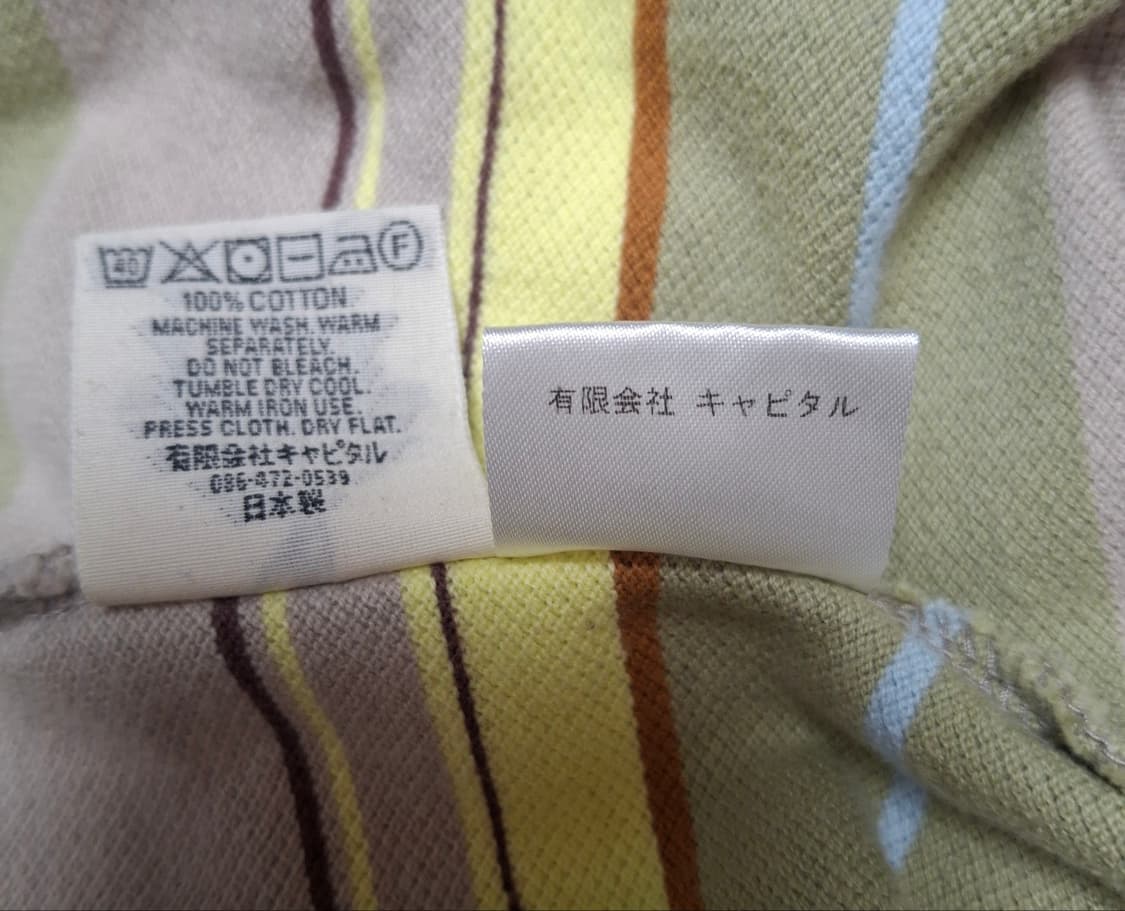 40 F
100% COTTON
MACHINE WASH. WARM
SEPARATELY.
DO NOT BLEACH.
TUMBLE DRY COOL.
WARM IRON USE.
PRESS CLOTH. DRY FLAT.
有限会社キャピタル
086-472-0539
日本製
有限会社 キャピタル